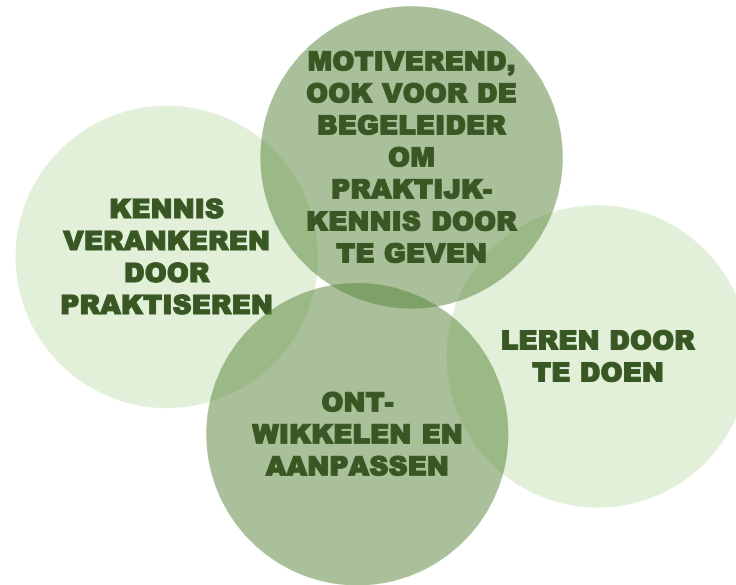 MOTIVEREND,
OOK VOOR DE
BEGELEIDER
OM
PRAKTIJK-
KENNIS DOOR
TE GEVEN
KENNIS
VERANKEREN
DOOR
PRAKTISEREN
LEREN DOOR
TE DOEN
ONT-
WIKKELEN EN
AANPASSEN